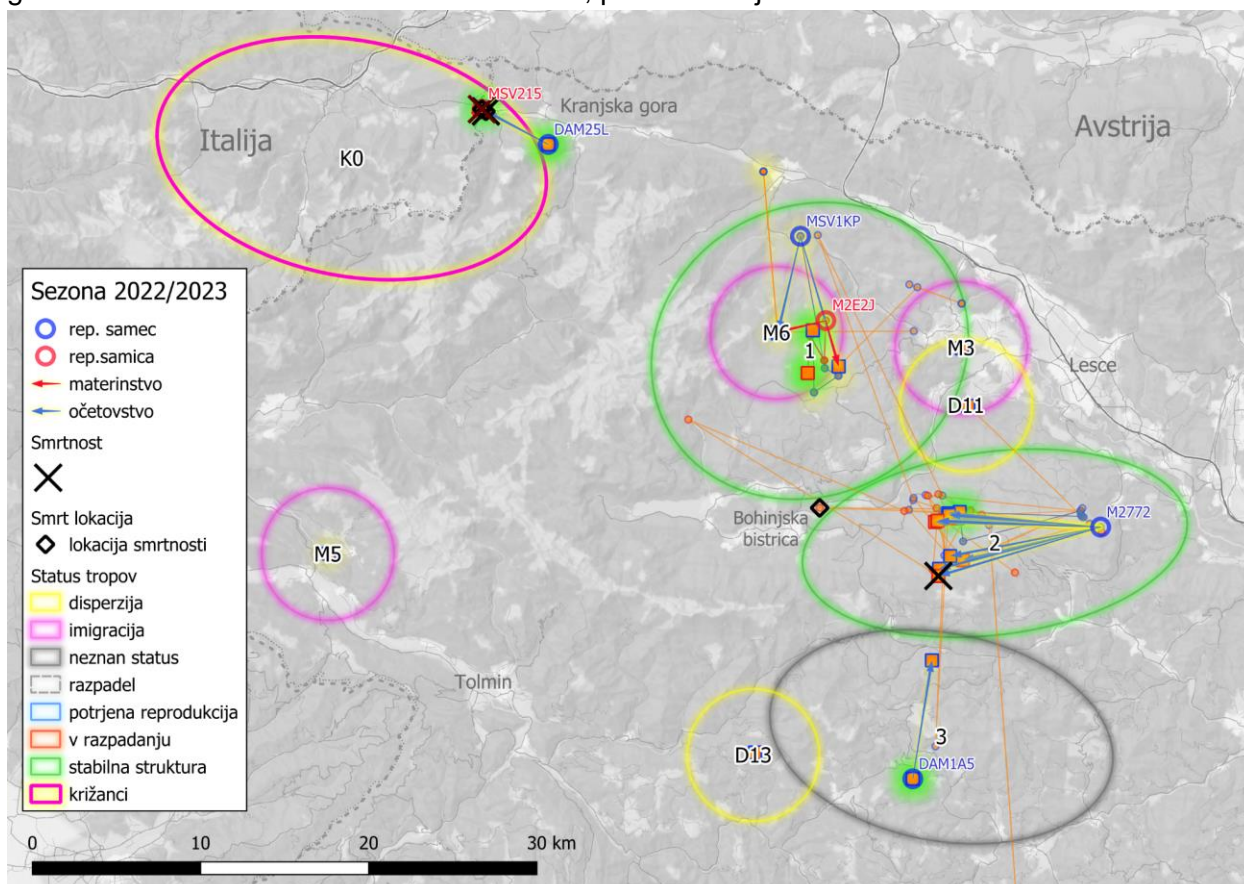 MSV215
Kranjska gora
Italija
DAM25L
Avstrija
K0
MSV1KP
Sezona 2022/2023
rep. samec
rep.samica
materinstvo
očetovstvo
Smrtnost
Smrt lokacija
lokacija smrtnosti
Status tropov
disperzija
imigracija
neznan status
razpadel
potrjena reprodukcija
v razpadanju
stabilna struktura
križanci
M2E2J
M6
1
M3
Lesce
D11
Bohinjska
bistrica
M2772
2
M5
Tolmin
D13
3
DAM1A5
0 10 20 30 km